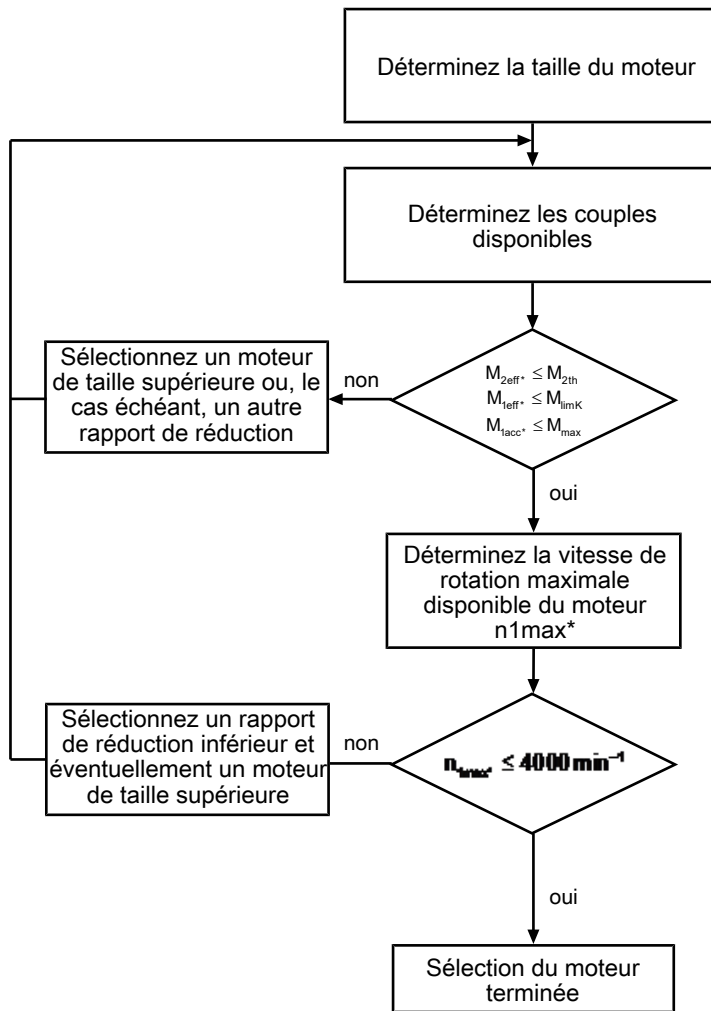 Déterminez la taille du moteur
Déterminez les couples
disponibles
Sélectionnez un moteur
de taille supérieure ou, le
cas échéant, un autre
rapport de réduction
non
M2eff* ≤ M2th
M1eff* ≤ MlimK
M1acc* ≤ Mmax
oui
Déterminez la vitesse de
rotation maximale
disponible du moteur
n1max*
Sélectionnez un rapport
de réduction inférieur et
éventuellement un moteur
de taille supérieure
non
n1max* ≤ 4000 min⁻¹
oui
Sélection du moteur
terminée